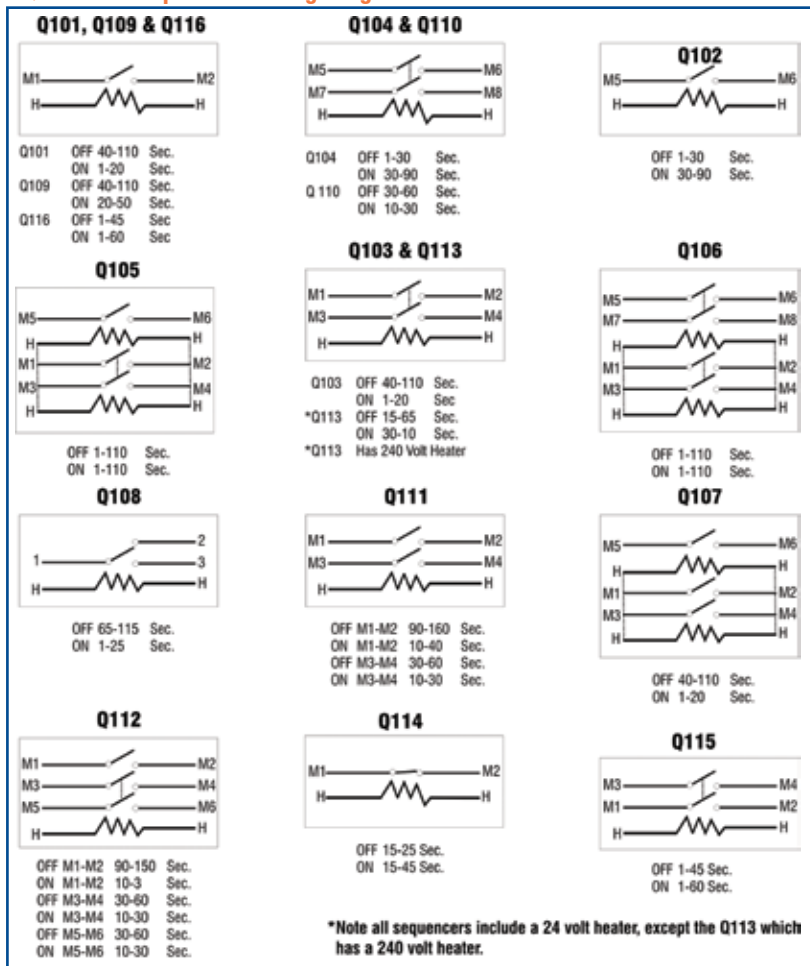 Q101, Q109 & Q116
M1 M2
H H
Q101 OFF 40-110 Sec.
ON 1-20 Sec.
Q109 OFF 40-110 Sec.
ON 20-50 Sec.
Q116 OFF 1-45 Sec
ON 1-60 Sec
Q104 & Q110
M5 M6
M7 M8
H H
Q104 OFF 1-30 Sec.
ON 30-90 Sec.
Q 110 OFF 30-60 Sec.
ON 10-30 Sec.
Q102
M5 M6
H H
OFF 1-30 Sec.
ON 30-90 Sec.
Q105
M5 M6
H H
M1 M2
M3 M4
H H
OFF 1-110 Sec.
ON 1-110 Sec.
Q103 & Q113
M1 M2
M3 M4
H H
Q103 OFF 40-110 Sec.
ON 1-20 Sec
*Q113 OFF 15-65 Sec.
ON 30-10 Sec.
*Q113 Has 240 Volt Heater
Q106
M5 M6
M7 M8
H H
M1 M2
M3 M4
H H
OFF 1-110 Sec.
ON 1-110 Sec.
Q108
1 2
3
H H
OFF 65-115 Sec.
ON 1-25 Sec.
Q111
M1 M2
M3 M4
H H
OFF M1-M2 90-160 Sec.
ON M1-M2 10-40 Sec.
OFF M3-M4 30-60 Sec.
ON M3-M4 10-30 Sec.
Q107
M5 M6
H H
M1 M2
M3 M4
H H
OFF 40-110 Sec.
ON 1-20 Sec.
Q112
M1 M2
M3 M4
M5 M6
H H
OFF M1-M2 90-150 Sec.
ON M1-M2 10-3 Sec.
OFF M3-M4 30-60 Sec.
ON M3-M4 10-30 Sec.
OFF M5-M6 30-60 Sec.
ON M5-M6 10-30 Sec.
Q114
M1 M2
H H
OFF 15-25 Sec.
ON 15-45 Sec.
Q115
M3 M4
M1 M2
H H
OFF 1-45 Sec.
ON 1-60 Sec.
*Note all sequencers include a 24 volt heater, except the Q113 which
has a 240 volt heater.